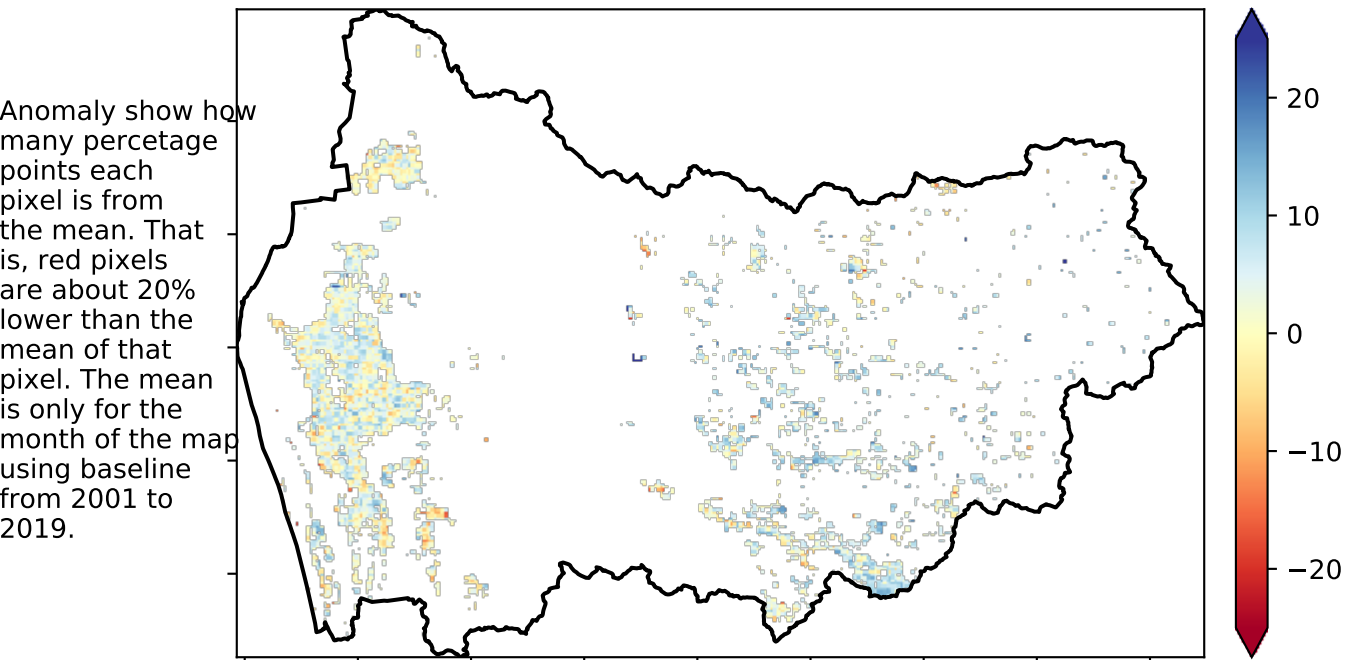 Anomaly show how
many percetage
points each
pixel is from
the mean. That
is, red pixels
are about 20%
lower than the
mean of that
pixel. The mean
is only for the
month of the map
using baseline
from 2001 to
2019.
20
10
0
−10
−20